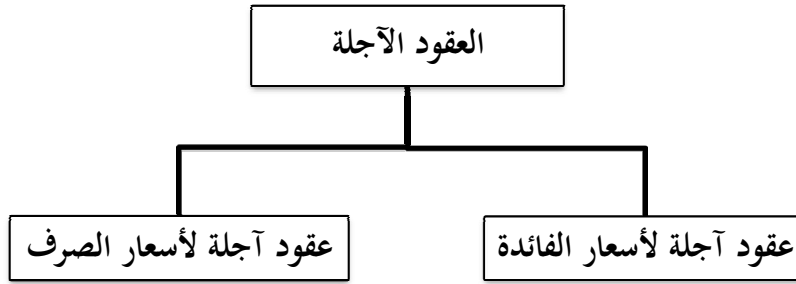 العقود الآجلة
عقود آجلة لأسعار الفائدة
عقود آجلة لأسعار الصرف